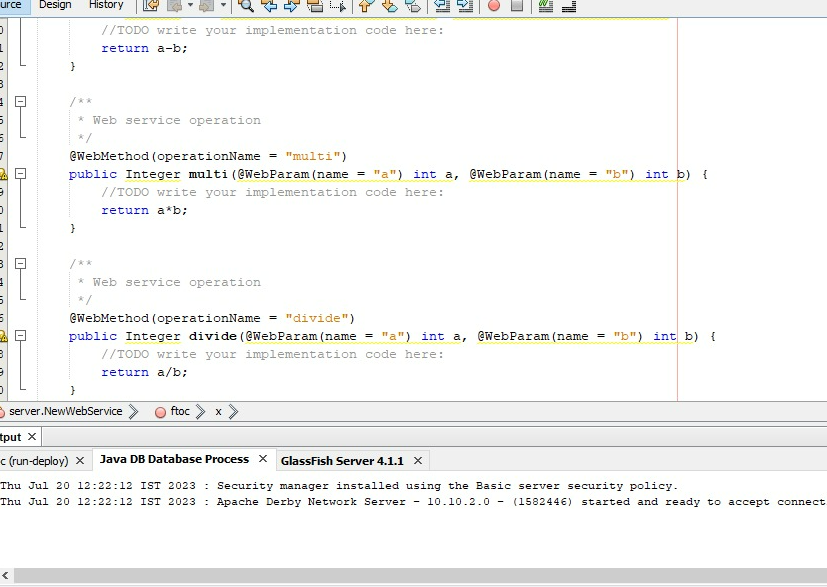 Design History
//TODO write your implementation code here:
return a-b;
}
/**
* Web service operation
*/
@WebMethod(operationName = "multi")
public Integer multi(@WebParam(name = "a") int a, @WebParam(name = "b") int b) {
//TODO write your implementation code here:
return a*b;
}
/**
* Web service operation
*/
@WebMethod(operationName = "divide")
public Integer divide(@WebParam(name = "a") int a, @WebParam(name = "b") int b) {
//TODO write your implementation code here:
return a/b;
}
server.NewWebService ftoc x
tput ×
c (run-deploy) × Java DB Database Process × GlassFish Server 4.1.1 ×
Thu Jul 20 12:22:12 IST 2023 : Security manager installed using the Basic server security policy.
Thu Jul 20 12:22:12 IST 2023 : Apache Derby Network Server - 10.10.2.0 - (1582446) started and ready to accept connect